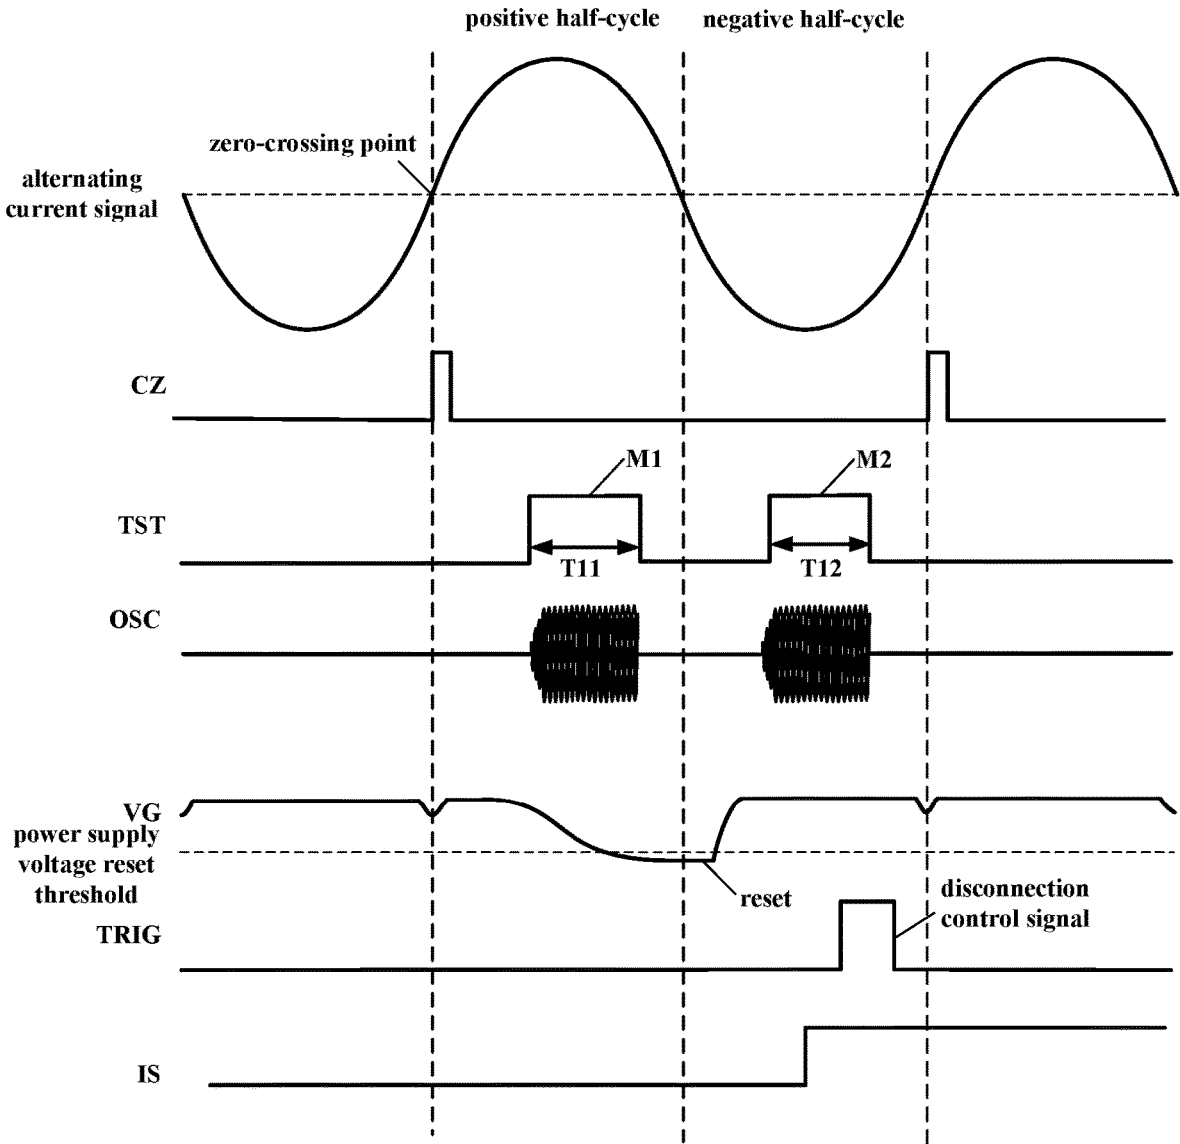 positive half-cycle
negative half-cycle
zero-crossing point
alternating
current signal
CZ
M1
M2
TST
T11
T12
OSC
VG
power supply
voltage reset
threshold
reset
disconnection
control signal
TRIG
IS